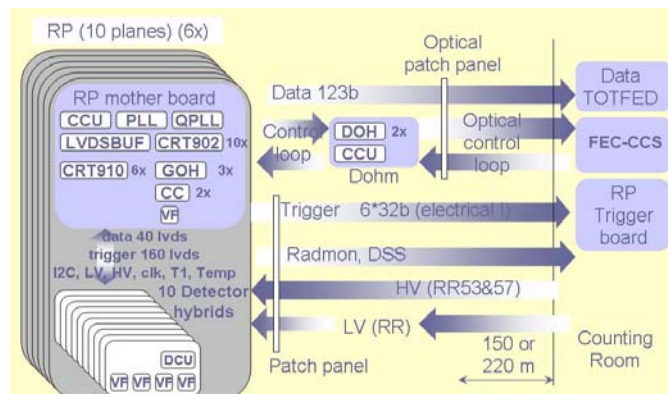 RP (10 planes) (6x)
RP mother board
CCU PLL QPLL
LVDSBUF CRT902 10x
CRT910 6x GOH 3x
CC 2x
VF
data 40 lvds
trigger 160 lvds
I2C, LV, HV, clk, T1, Temp
10 Detector
hybrids
DCU
VF VF VF VF
Optical
patch panel
Data 123b
Data
TOTFED
Control
loop
DOH 2x
CCU
Dohm
Optical
control
loop
FEC-CCS
Trigger 6*32b (electrical !)
RP
Trigger
board
Radmon, DSS
HV (RR53&57)
LV (RR)
Patch panel
150 or
220 m
Counting
Room